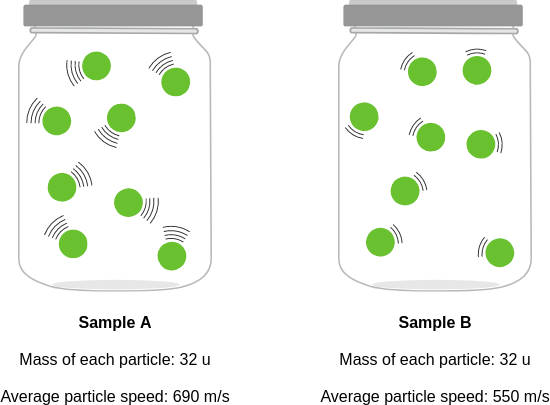 Sample A
Mass of each particle: 32 u
Average particle speed: 690 m/s
Sample B
Mass of each particle: 32 u
Average particle speed: 550 m/s